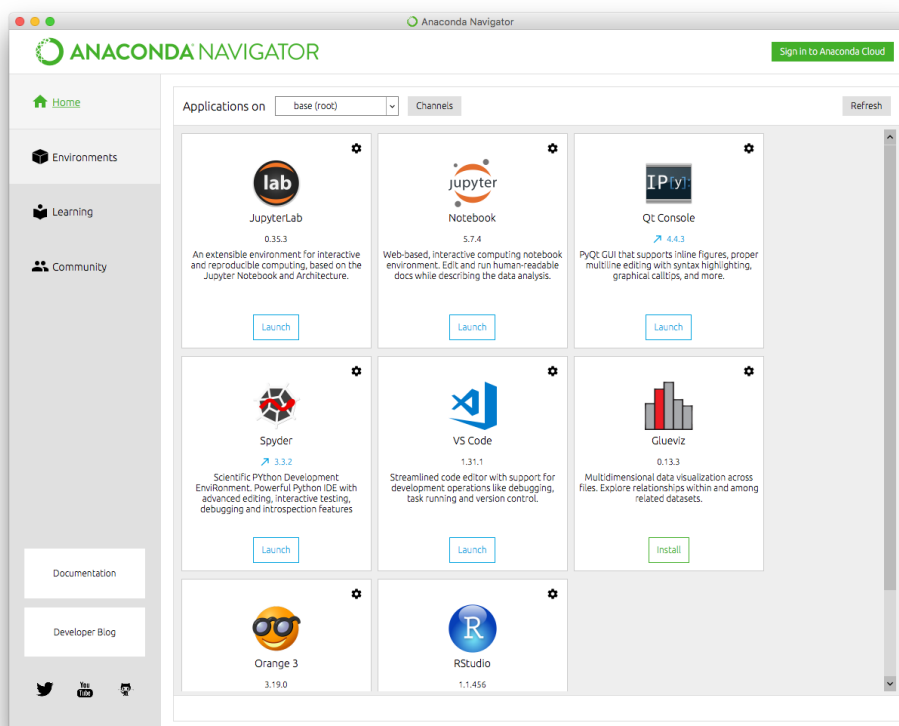 Anaconda Navigator
ANACONDA NAVIGATOR
Sign in to Anaconda Cloud
Home
Environments
Learning
Community
Documentation
Developer Blog
You
Tube
Applications on
base (root)
Channels
Refresh
lab
JupyterLab
0.35.3
An extensible environment for interactive
and reproducible computing, based on the
Jupyter Notebook and Architecture.
Launch
jupyter
Notebook
5.7.4
Web-based, interactive computing notebook
environment. Edit and run human-readable
docs while describing the data analysis.
Launch
IP[y]:
Qt Console
4.4.3
PyQt GUI that supports inline figures, proper
multiline editing with syntax highlighting,
graphical calltips, and more.
Launch
Spyder
3.3.2
Scientific PYthon Development
EnviRonment. Powerful Python IDE with
advanced editing, interactive testing,
debugging and introspection features
Launch
VS Code
1.31.1
Streamlined code editor with support for
development operations like debugging,
task running and version control.
Launch
Glueviz
0.13.3
Multidimensional data visualization across
files. Explore relationships within and among
related datasets.
Install
Orange 3
3.19.0
R
RStudio
1.1.456